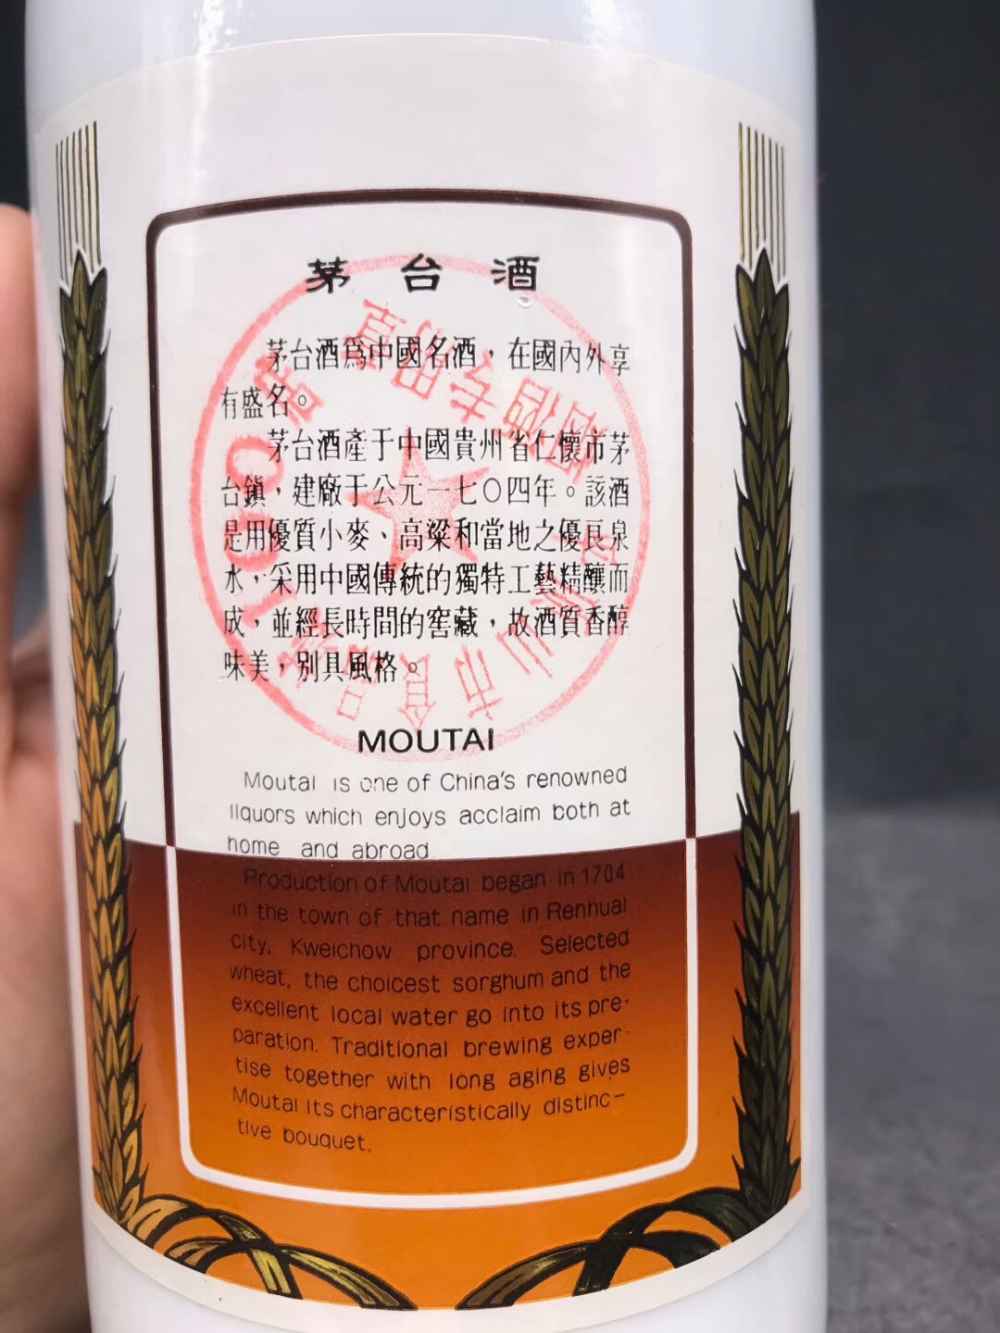 茅台酒
茅台酒爲中國名酒，在國內外享
有盛名。
茅台酒產于中國貴州省仁懷市茅
台鎮，建廠于公元一七〇四年。該酒
是用優質小麥、高粱和當地之優良泉
水，采用中國傳統的獨特工藝精釀而
成，並經長時間的窖藏，故酒質香醇
味美，別具風格。
MOUTAI
Moutai is one of China's renowned
liquors which enjoys acclaim both at
home and abroad
Production of Moutai began in 1704
in the town of that name in Renhuai
city, Kweichow province. Selected
wheat, the choicest sorghum and the
excellent local water go into its pre-
paration. Traditional brewing exper-
tise together with long aging gives
Moutai its characteristically distinc-
tive bouquet.